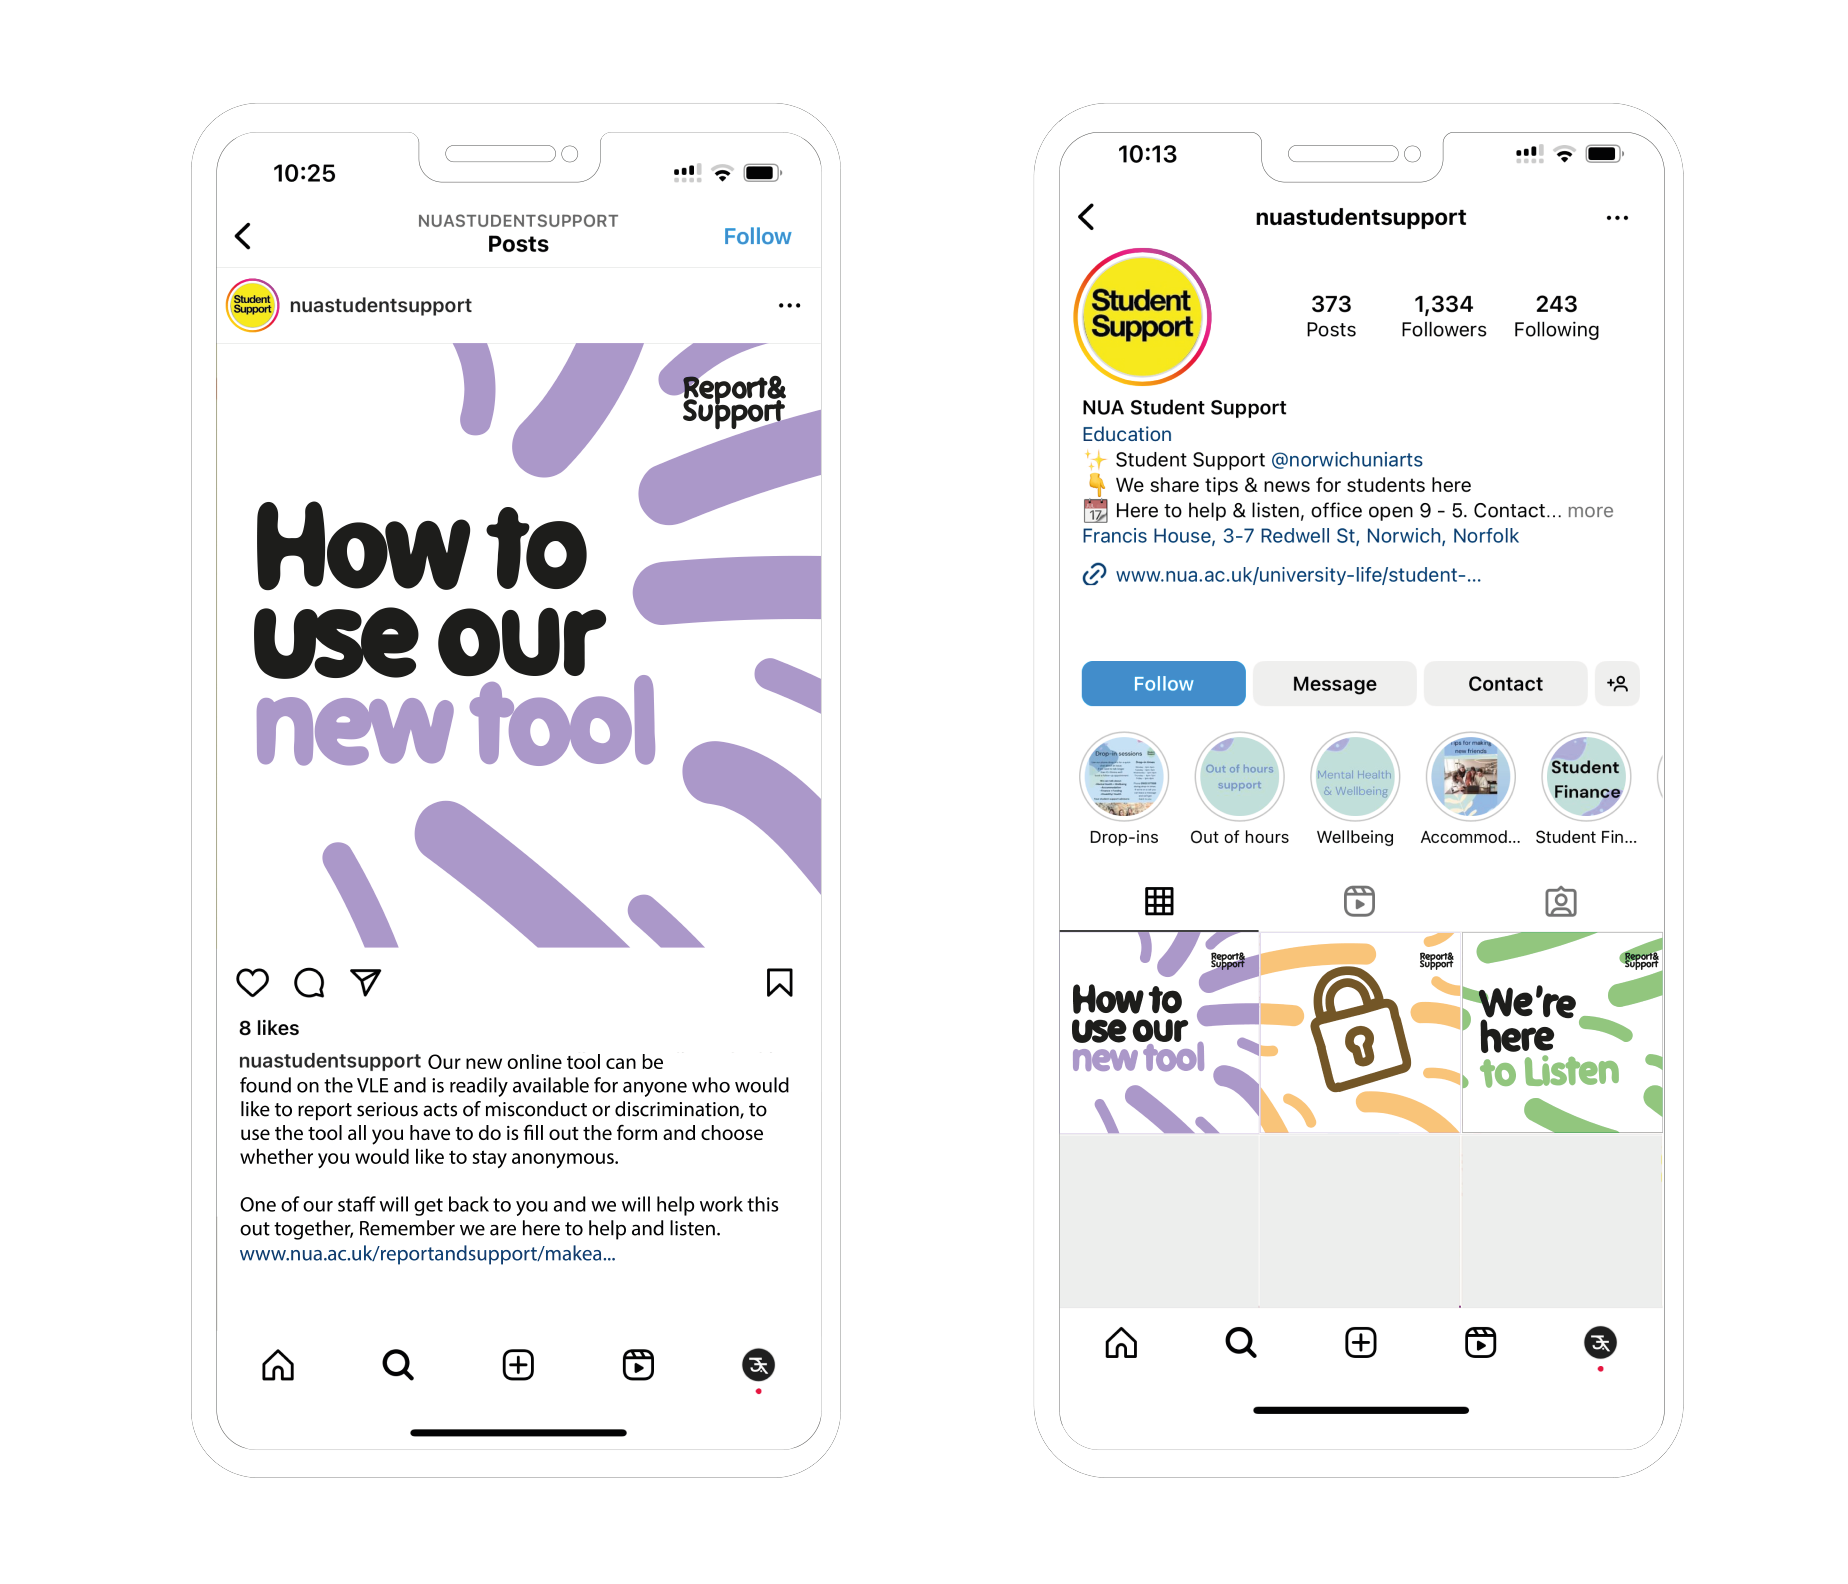 10:25
NUASTUDENTSUPPORT
Posts
Follow
Student
Support
nuastudentsupport
Report&
Support
How to
use our
new tool
8 likes
nuastudentsupport Our new online tool can be
found on the VLE and is readily available for anyone who would
like to report serious acts of misconduct or discrimination, to
use the tool all you have to do is fill out the form and choose
whether you would like to stay anonymous.
One of our staff will get back to you and we will help work this
out together, Remember we are here to help and listen.
www.nua.ac.uk/reportandsupport/makea...
10:13
nuastudentsupport
Student
Support
373
Posts
1,334
Followers
243
Following
NUA Student Support
Education
Student Support @norwichuniarts
We share tips & news for students here
17 Here to help & listen, office open 9 - 5. Contact... more
Francis House, 3-7 Redwell St, Norwich, Norfolk
www.nua.ac.uk/university-life/student-...
Follow
Message
Contact
Drop-in sessions
Out of hours
support
Mental Health
& Wellbeing
ips for making
new friends
Student
Finance
Drop-ins
Out of hours
Wellbeing
Accommod...
Student Fin...
Report&
Support
How to
use our
new tool
Report&
Support
Report&
Support
We're
here
to Listen